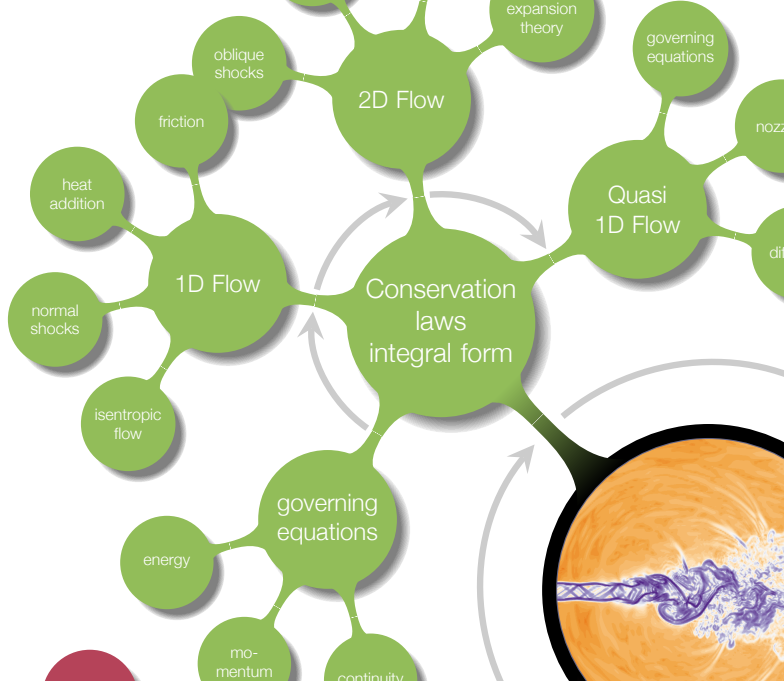 expansion
theory
oblique
shocks
2D Flow
governing
equations
friction
heat
addition
Quasi
1D Flow
1D Flow
Conservation
laws
integral form
normal
shocks
isentropic
flow
governing
equations
energy
mo-
mentum
continuity